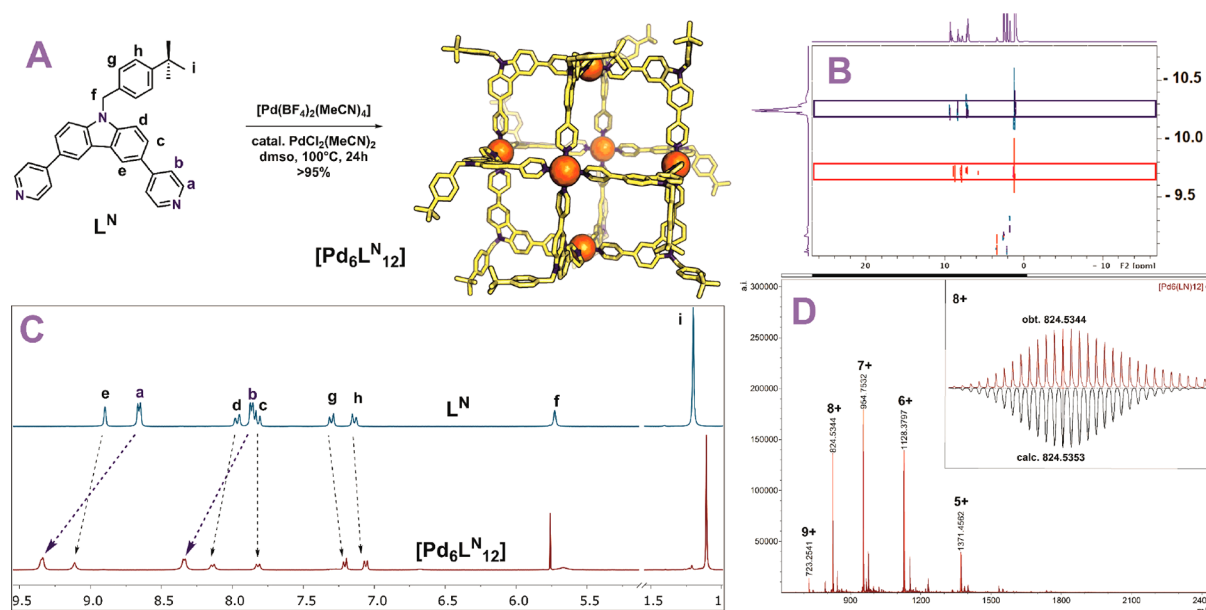 A
g
h
i
f
N
d
c
e
b
a
N
N
L^N
[Pd(BF₄)₂(MeCN)₄]
catal. PdCl₂(MeCN)₂
dmso, 100°C, 24h
>95%
[Pd₆L^N₁₂]
B
- 10.5
- 10.0
- 9.5
20
10
0
- 10
F2 [ppm]
C
e
a
d
b
c
g
h
f
i
L^N
[Pd₆L^N₁₂]
9.5
9.0
8.5
8.0
7.5
7.0
6.5
6.0
5.5
1.5
1
D
a.i.
300000
250000
200000
150000
100000
50000
0
9+
723.2541
8+
824.5344
7+
954.7532
6+
1128.3797
5+
1371.4562
900
1200
1500
1800
2100
[Pd6(LN)12]
8+
obt. 824.5344
calc. 824.5353